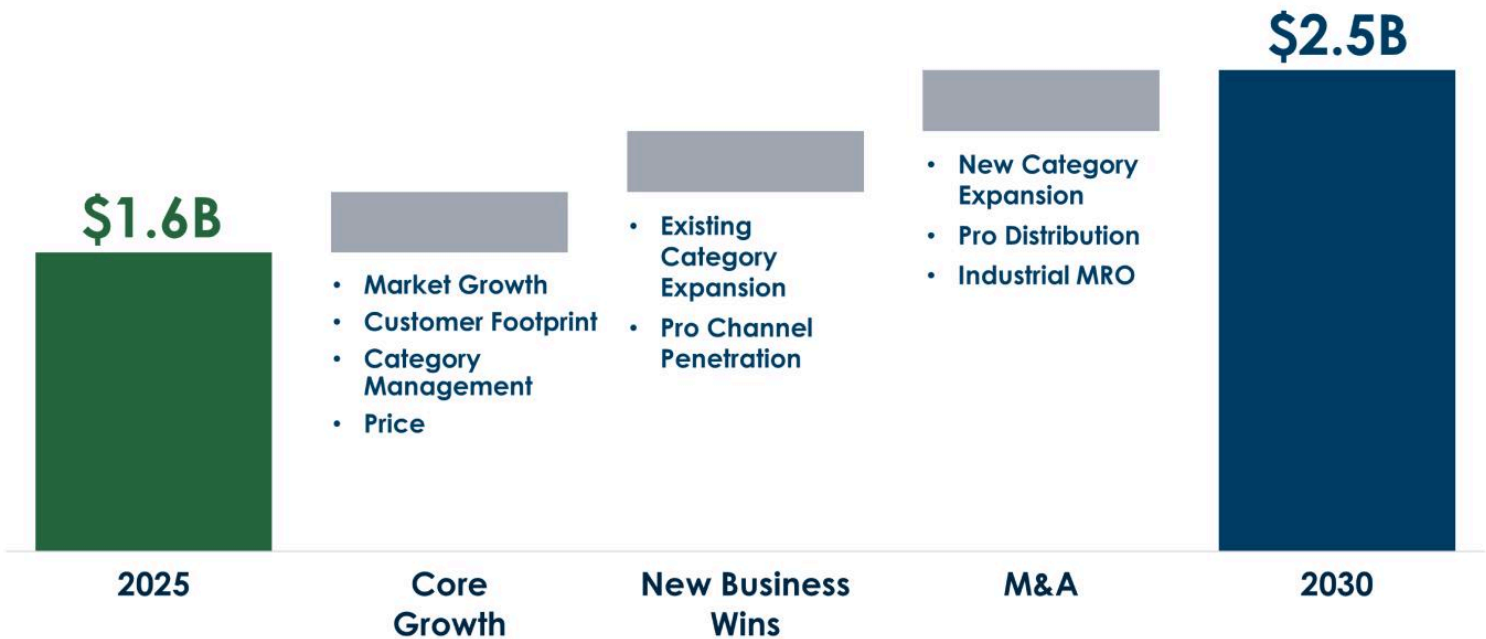 $1.6B
• Market Growth
• Customer Footprint
• Category
Management
• Price
• Existing
Category
Expansion
• Pro Channel
Penetration
• New Category
Expansion
• Pro Distribution
• Industrial MRO
$2.5B
2025
Core
Growth
New Business
Wins
M&A
2030